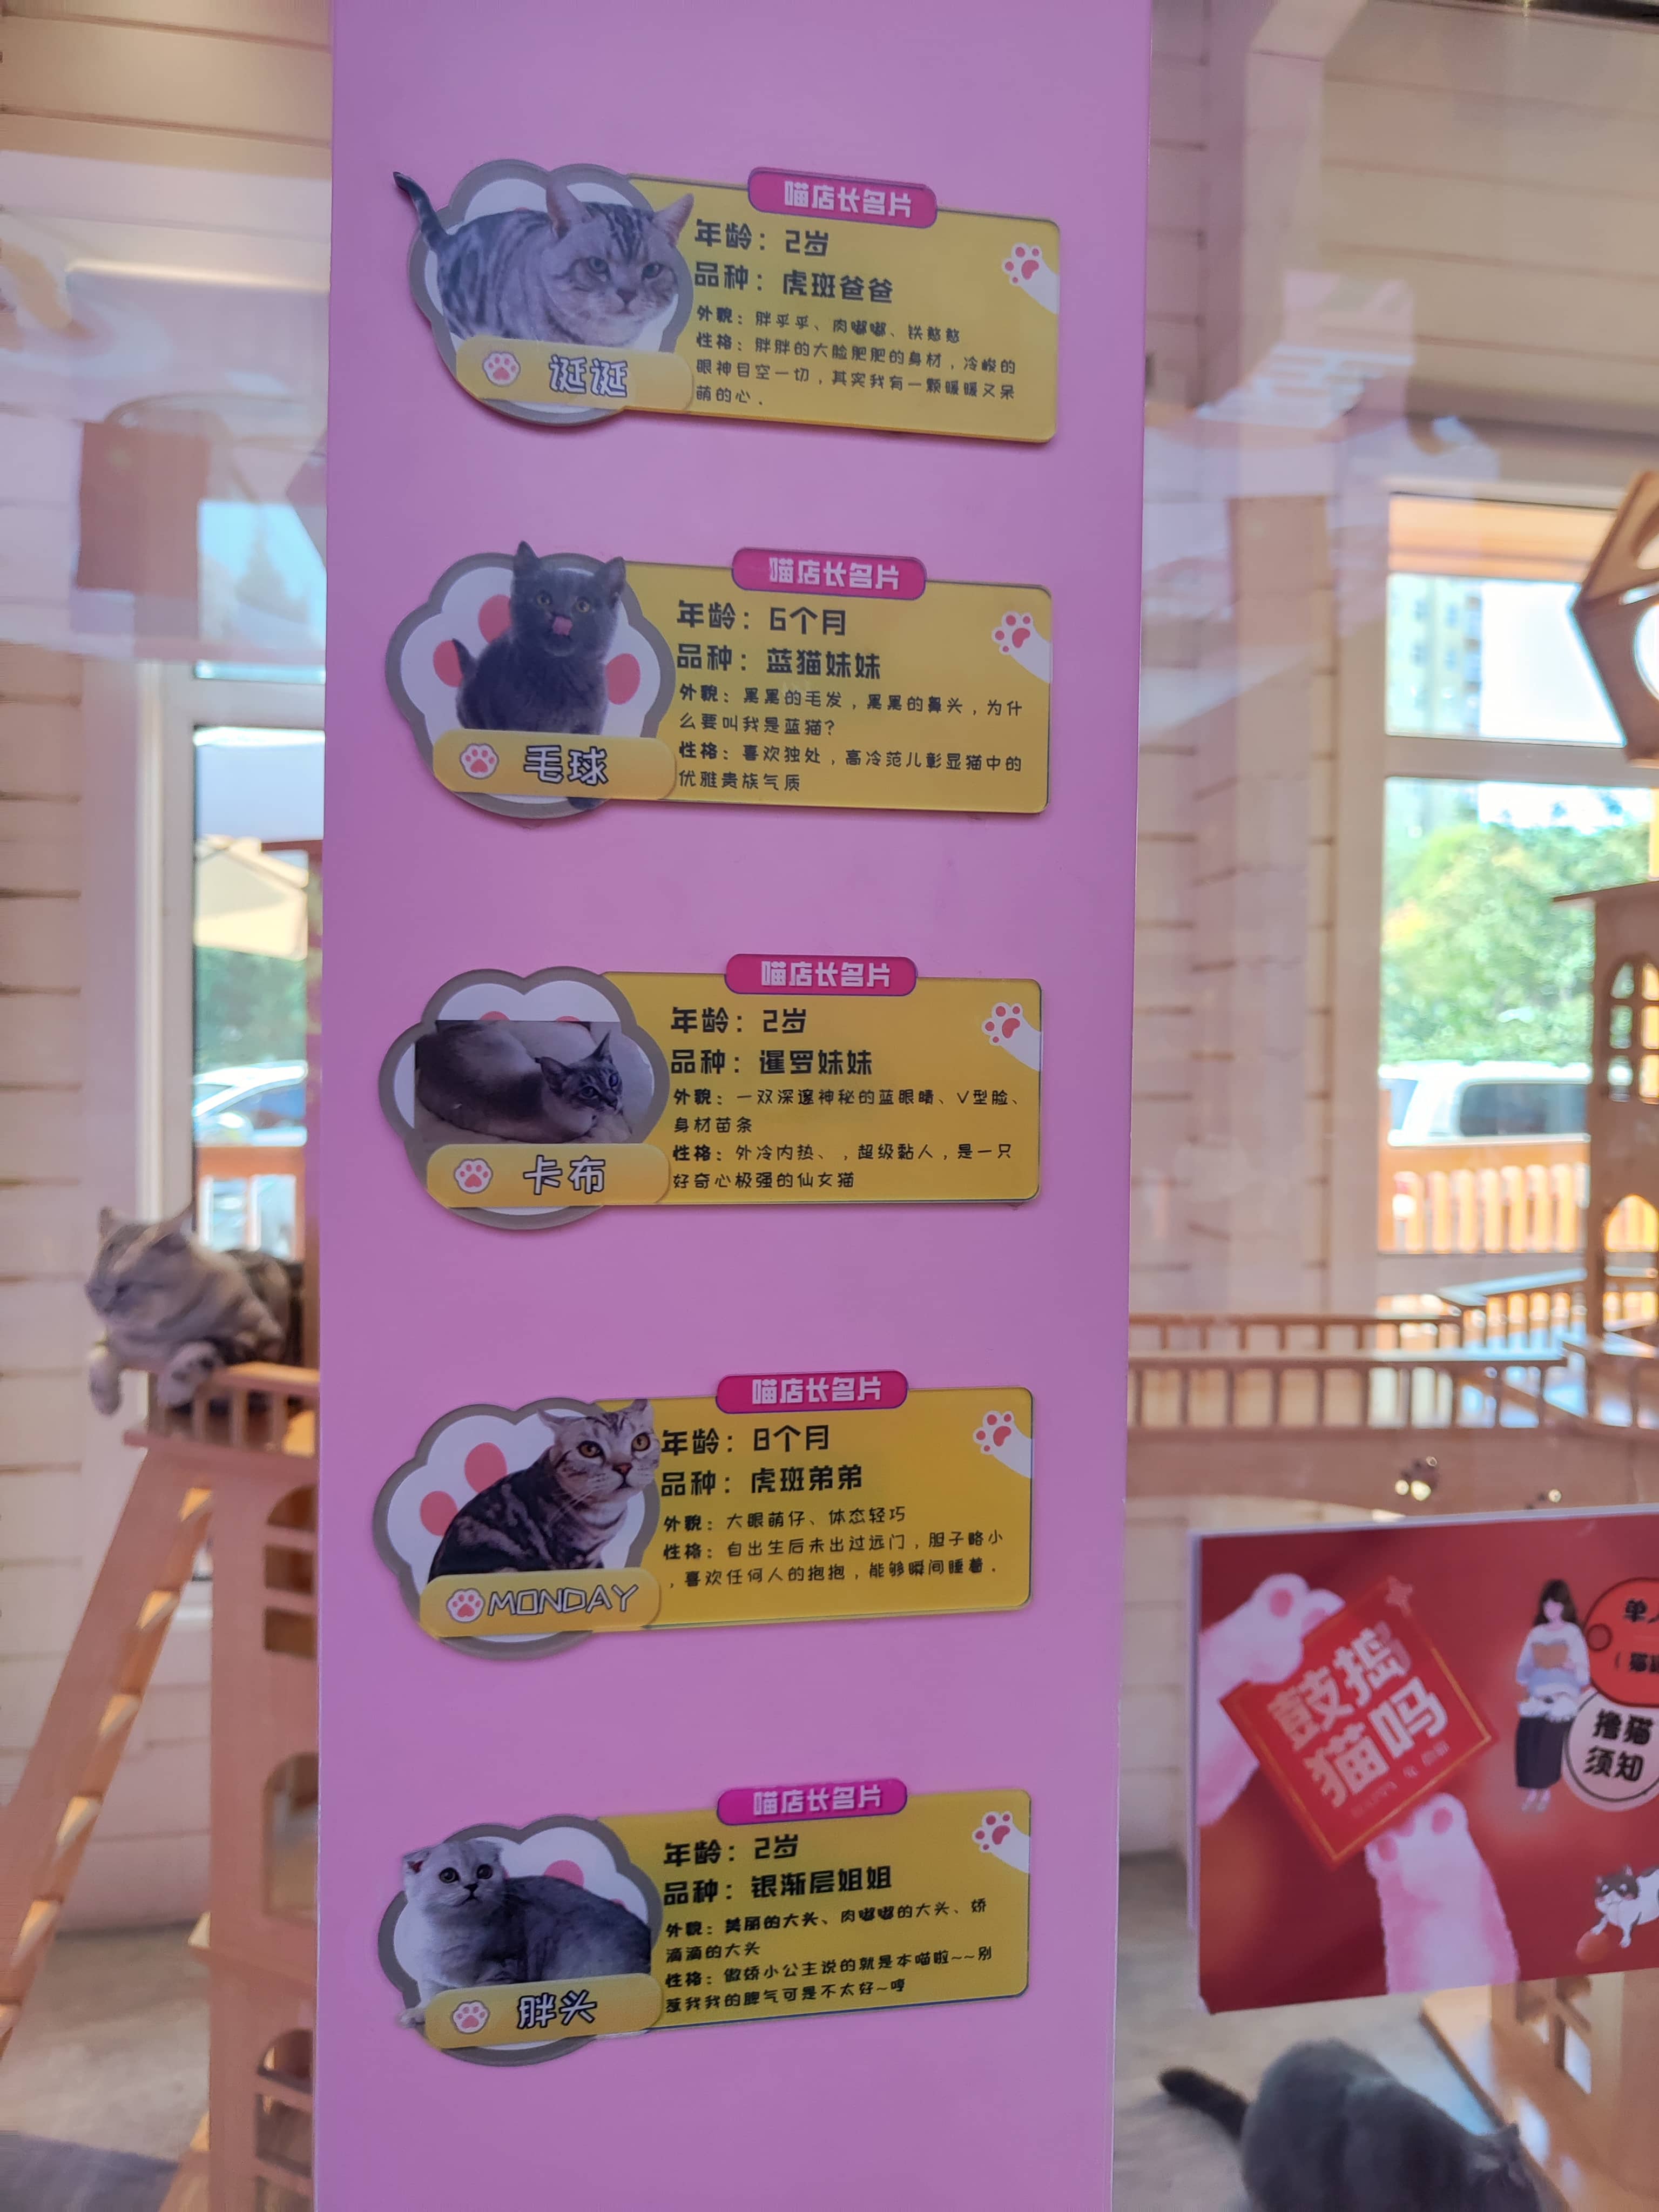 喵店长名片
年龄：2岁
品种：虎斑爸爸
外貌：胖乎乎、肉嘟嘟、铁憨憨
性格：胖胖的大脸肥肥的身材，冷峻的
眼神目空一切，其实我有一颗暖暖又呆
萌的心．
诞诞
喵店长名片
年龄：6个月
品种：蓝猫妹妹
外貌：黑黑的毛发，黑黑的鼻头，为什
么要叫我是蓝猫？
性格：喜欢独处，高冷范儿彰显猫中的
优雅贵族气质
毛球
喵店长名片
年龄：2岁
品种：暹罗妹妹
外貌：一双深邃神秘的蓝眼睛、V型脸、
身材苗条
性格：外冷内热、，超级黏人，是一只
好奇心极强的仙女猫
卡布
喵店长名片
年龄：8个月
品种：虎斑弟弟
外貌：大眼萌仔、体态轻巧
性格：自出生后未出过远门，胆子略小
，喜欢任何人的抱抱，能够瞬间睡着．
MONDAY
喵店长名片
年龄：2岁
品种：银渐层姐姐
外貌：美丽的大头、肉嘟嘟的大头、娇
滴滴的大头
性格：傲娇小公主说的就是本喵啦~~别
惹我我的脾气可是不太好~哼
胖头
鼓捣
猫吗
单
撸猫
须知